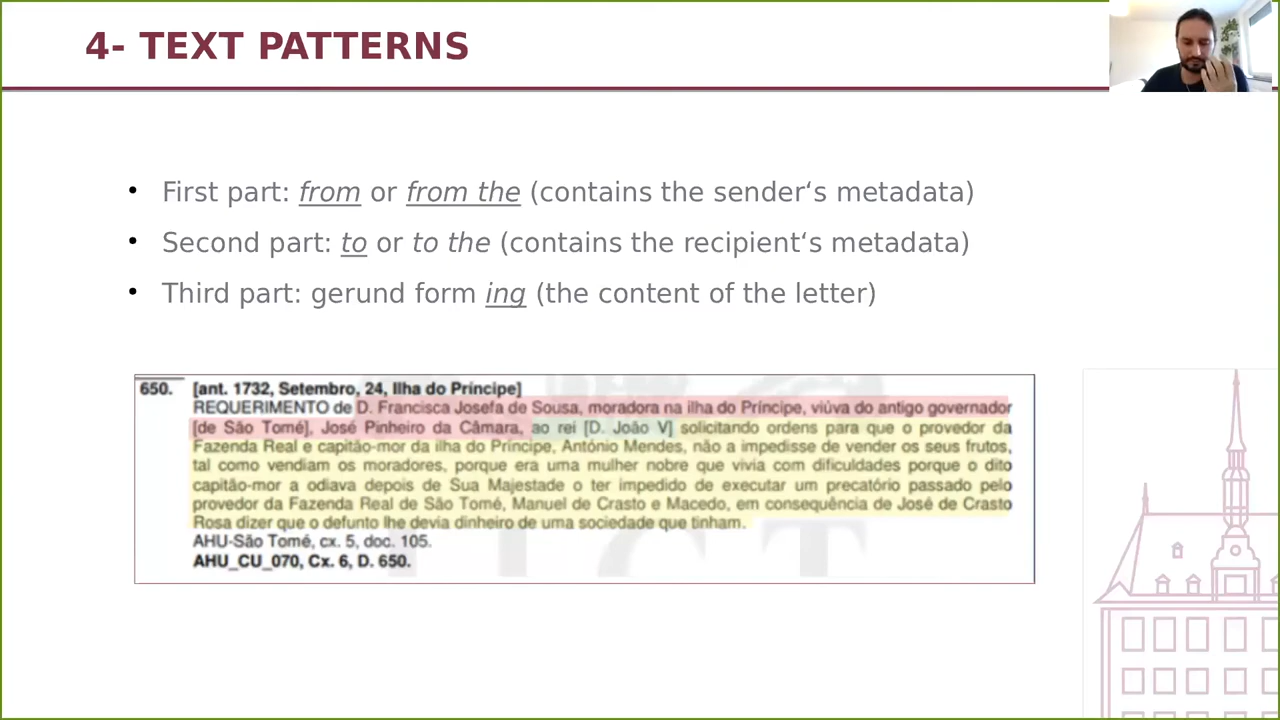 4- TEXT PATTERNS
• First part: from or from the (contains the sender‘s metadata)
• Second part: to or to the (contains the recipient‘s metadata)
• Third part: gerund form ing (the content of the letter)
650. [ant. 1732, Setembro, 24, Ilha do Príncipe]
REQUERIMENTO de D. Francisca Josefa de Sousa, moradora na ilha do Príncipe, viúva do antigo governador
[de São Tomé], José Pinheiro da Câmara, ao rei [D. João V] solicitando ordens para que o provedor da
Fazenda Real e capitão-mor da ilha do Príncipe, António Mendes, não a impedisse de vender os seus frutos,
tal como vendiam os moradores, porque era uma mulher nobre que vivia com dificuldades porque o dito
capitão-mor a odiava depois de Sua Majestade o ter impedido de executar um precatório passado pelo
provedor da Fazenda Real de São Tomé, Manuel de Crasto e Macedo, em consequência de José de Crasto
Rosa dizer que o defunto lhe devia dinheiro de uma sociedade que tinham.
AHU-São Tomé, cx. 5, doc. 105.
AHU_CU_070, Cx. 6, D. 650.